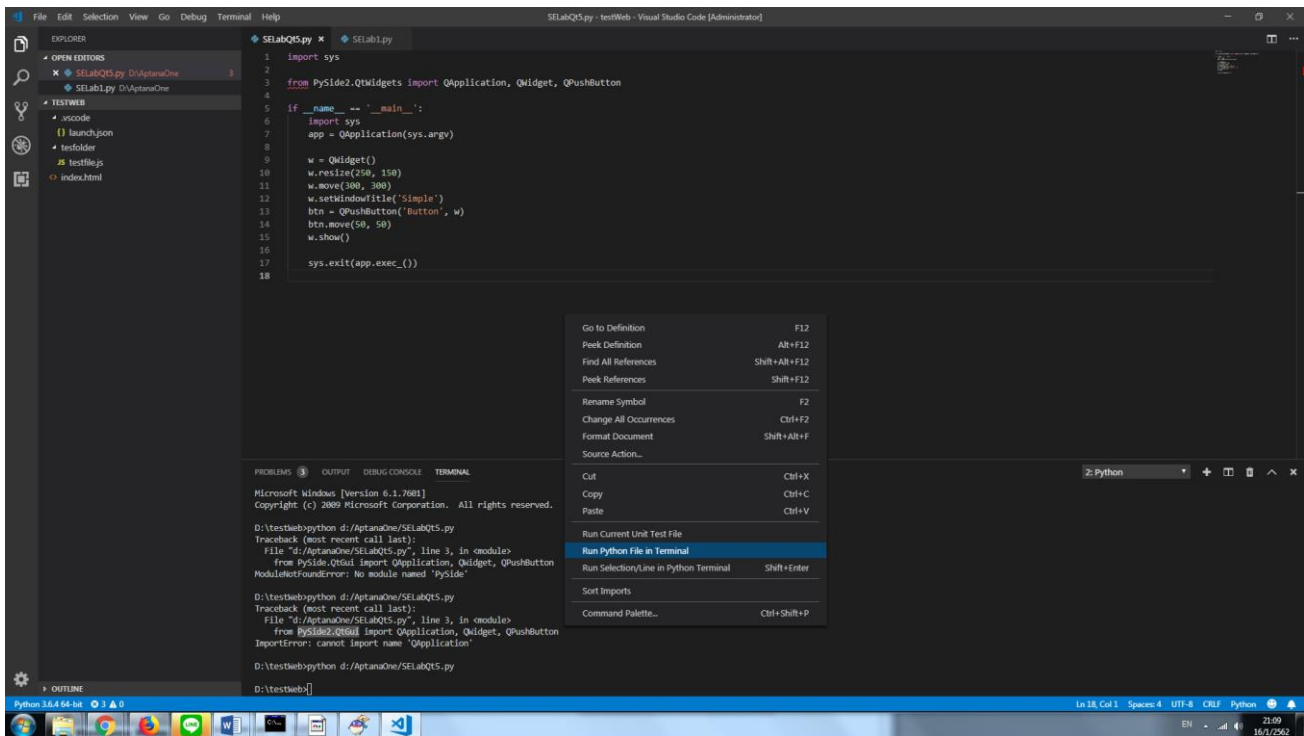 File Edit Selection View Go Debug Terminal Help
SELabQt5.py - testWeb - Visual Studio Code [Administrator]
EXPLORER
OPEN EDITORS
SELabQt5.py D:\AptanaOne 3
SELab1.py D:\AptanaOne
TESTWEB
.vscode
{} launch.json
tesfolder
JS testfile.js
<> index.html
OUTLINE
SELabQt5.py ×
SELab1.py
1 import sys
2
3 from PySide2.QtWidgets import QApplication, QWidget, QPushButton
4
5 if __name__ == '__main__':
6     import sys
7     app = QApplication(sys.argv)
8
9     w = QWidget()
10     w.resize(250, 150)
11     w.move(300, 300)
12     w.setWindowTitle('Simple')
13     btn = QPushButton('Button', w)
14     btn.move(50, 50)
15     w.show()
16
17     sys.exit(app.exec_())
18
Go to Definition F12
Peek Definition Alt+F12
Find All References Shift+Alt+F12
Peek References Shift+F12
Rename Symbol F2
Change All Occurrences Ctrl+F2
Format Document Shift+Alt+F
Source Action...
Cut Ctrl+X
Copy Ctrl+C
Paste Ctrl+V
Run Current Unit Test File
Run Python File in Terminal
Run Selection/Line in Python Terminal Shift+Enter
Sort Imports
Command Palette... Ctrl+Shift+P
PROBLEMS 3 OUTPUT DEBUG CONSOLE TERMINAL
2: Python
Microsoft Windows [Version 6.1.7601]
Copyright (c) 2009 Microsoft Corporation. All rights reserved.
D:\testWeb>python d:/AptanaOne/SELabQt5.py
Traceback (most recent call last):
File "d:/AptanaOne/SELabQt5.py", line 3, in <module>
from PySide.QtGui import QApplication, QWidget, QPushButton
ModuleNotFoundError: No module named 'PySide'
D:\testWeb>python d:/AptanaOne/SELabQt5.py
Traceback (most recent call last):
File "d:/AptanaOne/SELabQt5.py", line 3, in <module>
from PySide2.QtGui import QApplication, QWidget, QPushButton
ImportError: cannot import name 'QApplication'
D:\testWeb>python d:/AptanaOne/SELabQt5.py
D:\testWeb>
Python 3.6.4 64-bit 3 0
Ln 18, Col 1 Spaces: 4 UTF-8 CRLF Python
LINE
EN
21:09
16/1/2562